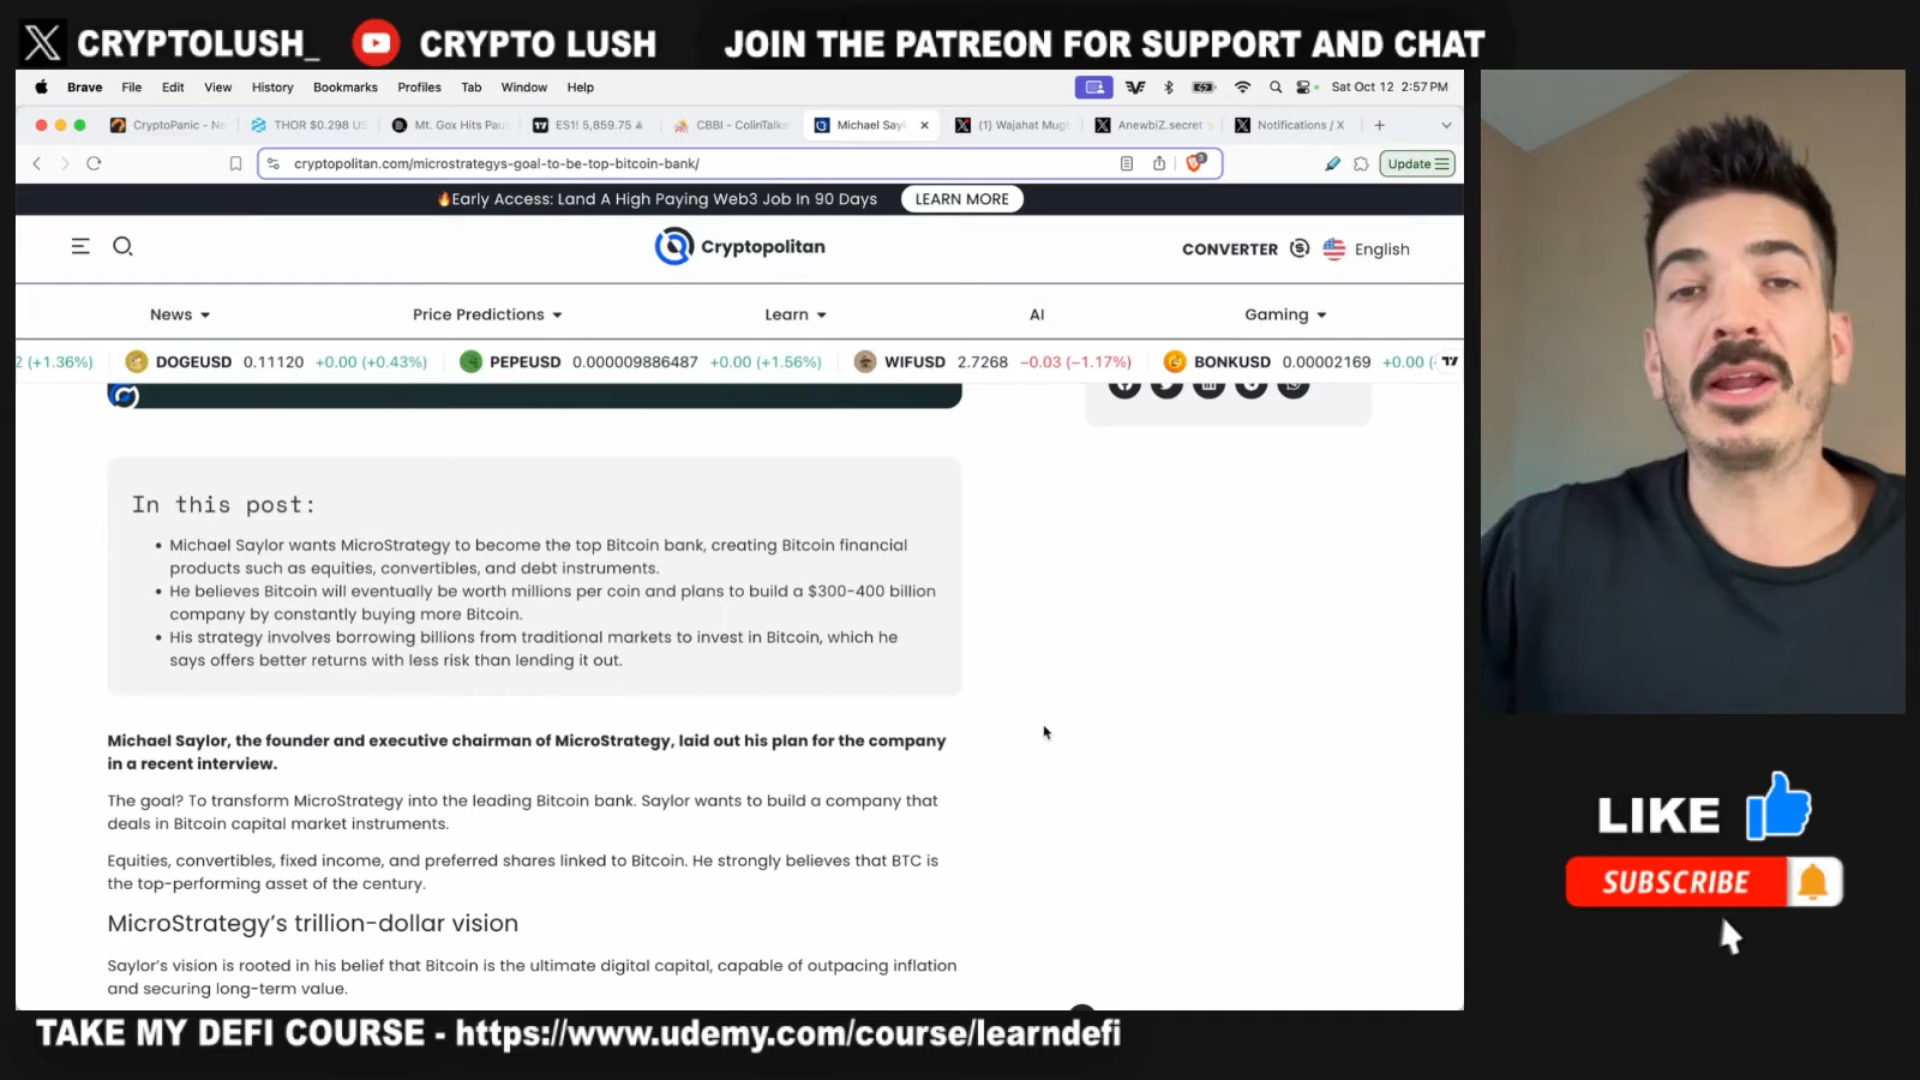 CRYPTOLUSH_ CRYPTO LUSH JOIN THE PATREON FOR SUPPORT AND CHAT
Brave File Edit View History Bookmarks Profiles Tab Window Help Sat Oct 12 2:57 PM
CryptoPanic - Ne THOR $0.298 US Mt. Gox Hits Pau ES1! 5,859.75 ▲ CBBI - ColinTalks Michael Sayl (1) Wajahat Mugh AnewbiZ.secret Notifications / X
cryptopolitan.com/microstrategys-goal-to-be-top-bitcoin-bank/ Update
🔥Early Access: Land A High Paying Web3 Job In 90 Days LEARN MORE
Cryptopolitan CONVERTER English
News Price Predictions Learn AI Gaming
2 (+1.36%) DOGEUSD 0.11120 +0.00 (+0.43%) PEPEUSD 0.000009886487 +0.00 (+1.56%) WIFUSD 2.7268 −0.03 (−1.17%) BONKUSD 0.00002169 +0.00 (
In this post:
• Michael Saylor wants MicroStrategy to become the top Bitcoin bank, creating Bitcoin financial
products such as equities, convertibles, and debt instruments.
• He believes Bitcoin will eventually be worth millions per coin and plans to build a $300-400 billion
company by constantly buying more Bitcoin.
• His strategy involves borrowing billions from traditional markets to invest in Bitcoin, which he
says offers better returns with less risk than lending it out.
Michael Saylor, the founder and executive chairman of MicroStrategy, laid out his plan for the company
in a recent interview.
The goal? To transform MicroStrategy into the leading Bitcoin bank. Saylor wants to build a company that
deals in Bitcoin capital market instruments.
Equities, convertibles, fixed income, and preferred shares linked to Bitcoin. He strongly believes that BTC is
the top-performing asset of the century.
MicroStrategy's trillion-dollar vision
Saylor's vision is rooted in his belief that Bitcoin is the ultimate digital capital, capable of outpacing inflation
and securing long-term value.
LIKE
SUBSCRIBE
TAKE MY DEFI COURSE - https://www.udemy.com/course/learndefi